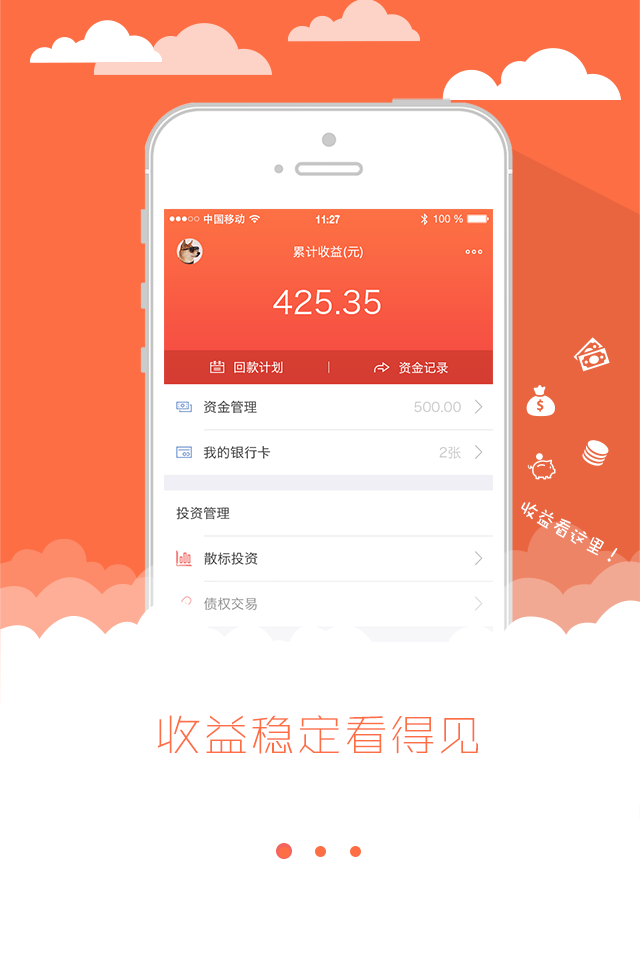 中国移动 11:27 100 %
累计收益(元)
425.35
回款计划 资金记录
资金管理 500.00
我的银行卡 2张
投资管理
散标投资
债权交易
收益看这里！
收益稳定看得见